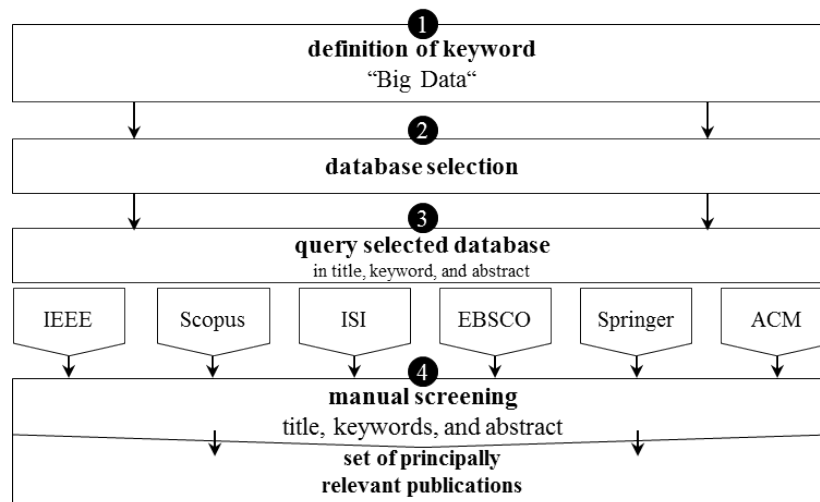 1
definition of keyword
“Big Data“
2
database selection
3
query selected database
in title, keyword, and abstract
IEEE Scopus ISI EBSCO Springer ACM
4
manual screening
title, keywords, and abstract
set of principally
relevant publications